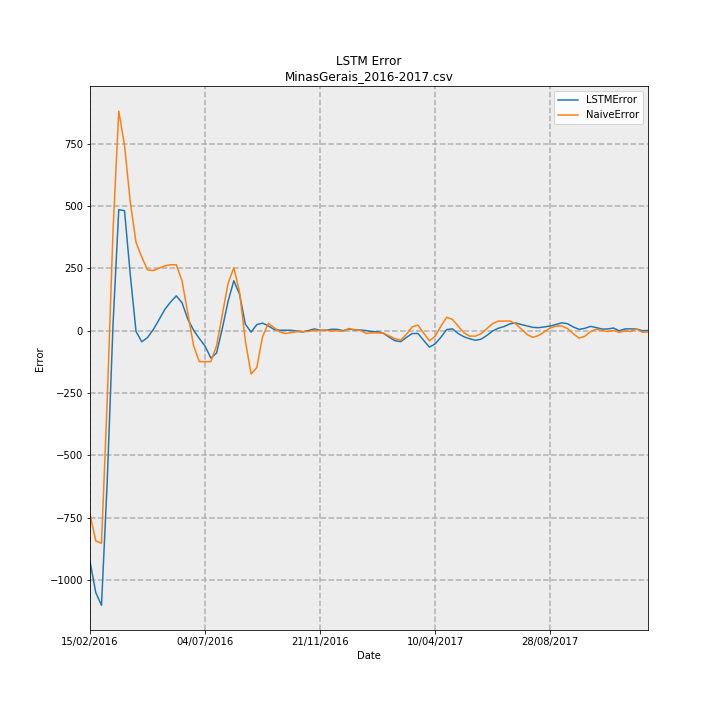 LSTM Error
MinasGerais_2016-2017.csv
LSTMError
NaiveError
750
500
250
0
−250
−500
−750
−1000
Error
15/02/2016
04/07/2016
21/11/2016
10/04/2017
28/08/2017
Date